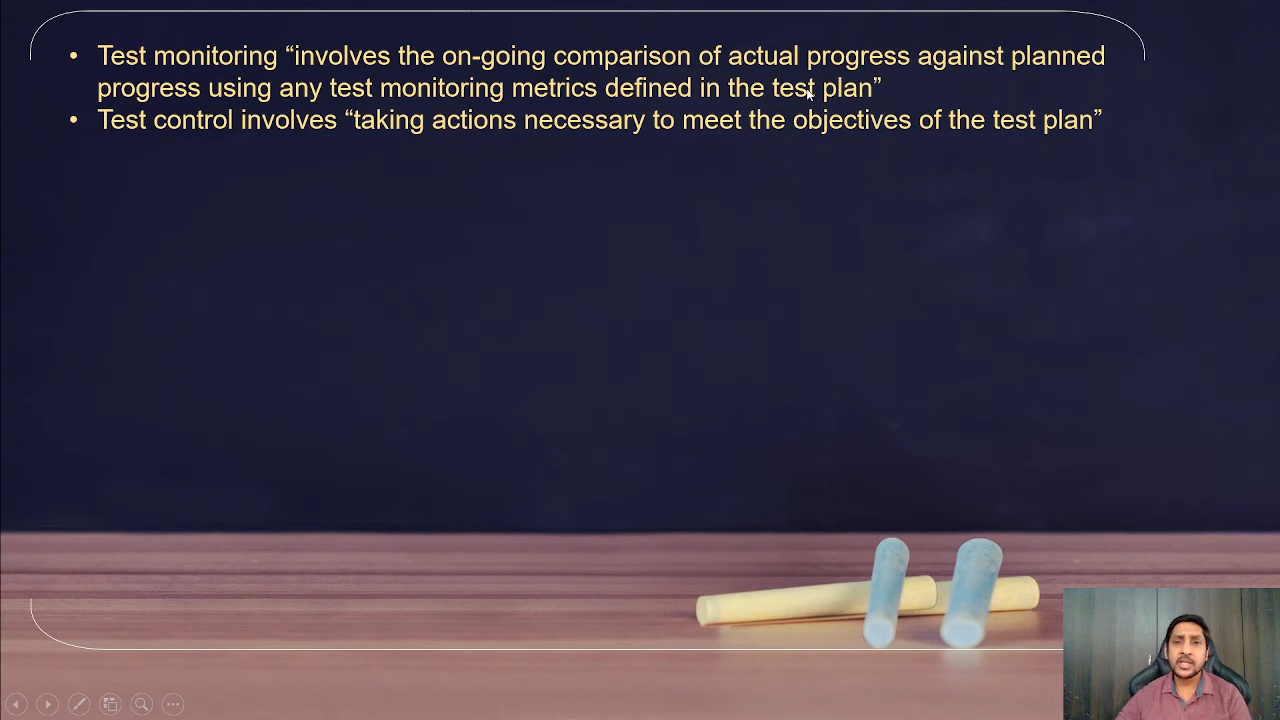 • Test monitoring “involves the on-going comparison of actual progress against planned
progress using any test monitoring metrics defined in the test plan”
• Test control involves “taking actions necessary to meet the objectives of the test plan”